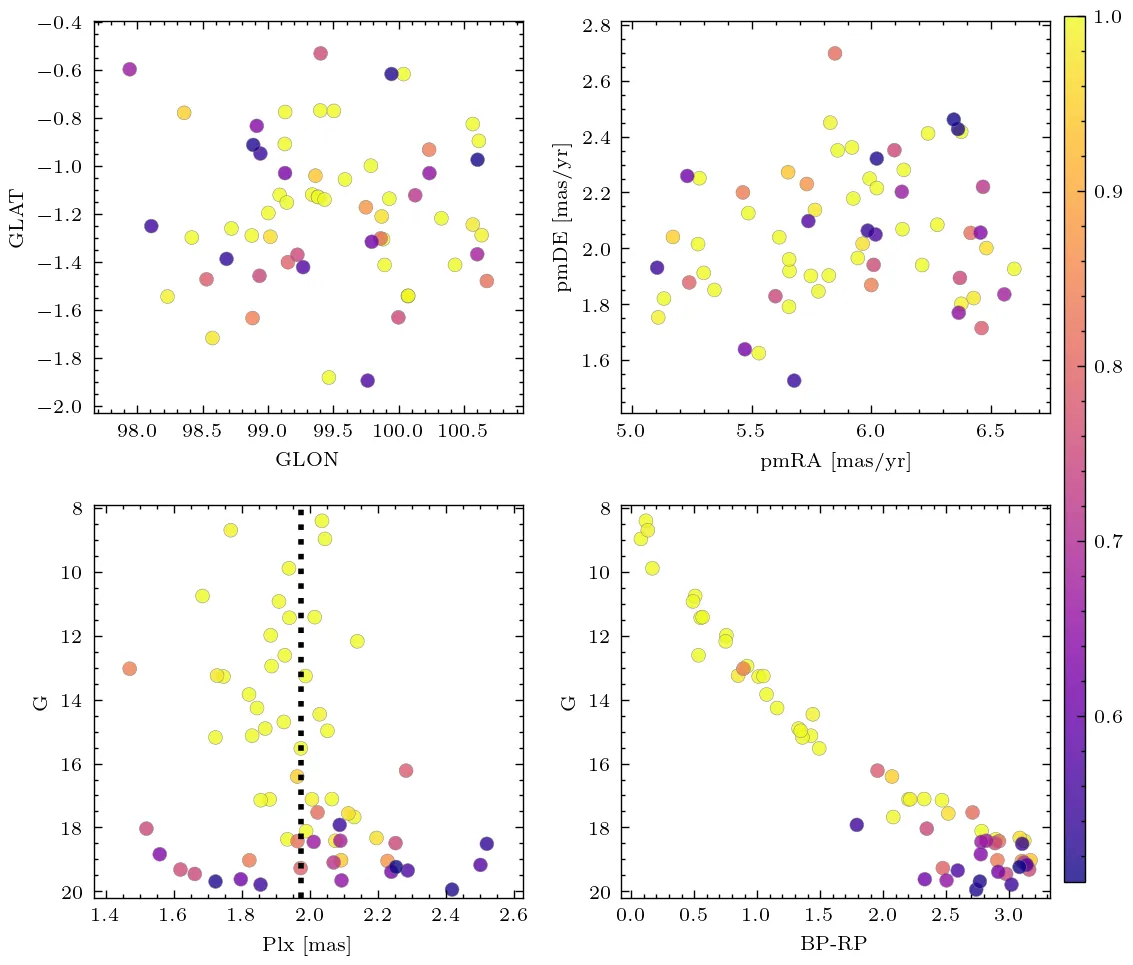 −0.4
−0.6
−0.8
−1.0
−1.2
−1.4
−1.6
−1.8
−2.0
GLAT
98.0 98.5 99.0 99.5 100.0 100.5
GLON
2.8
2.6
2.4
2.2
2.0
1.8
1.6
pmDE [mas/yr]
5.0 5.5 6.0 6.5
pmRA [mas/yr]
1.0
0.9
0.8
0.7
0.6
8
10
12
14
16
18
20
G
1.4 1.6 1.8 2.0 2.2 2.4 2.6
Plx [mas]
8
10
12
14
16
18
20
G
0.0 0.5 1.0 1.5 2.0 2.5 3.0
BP-RP